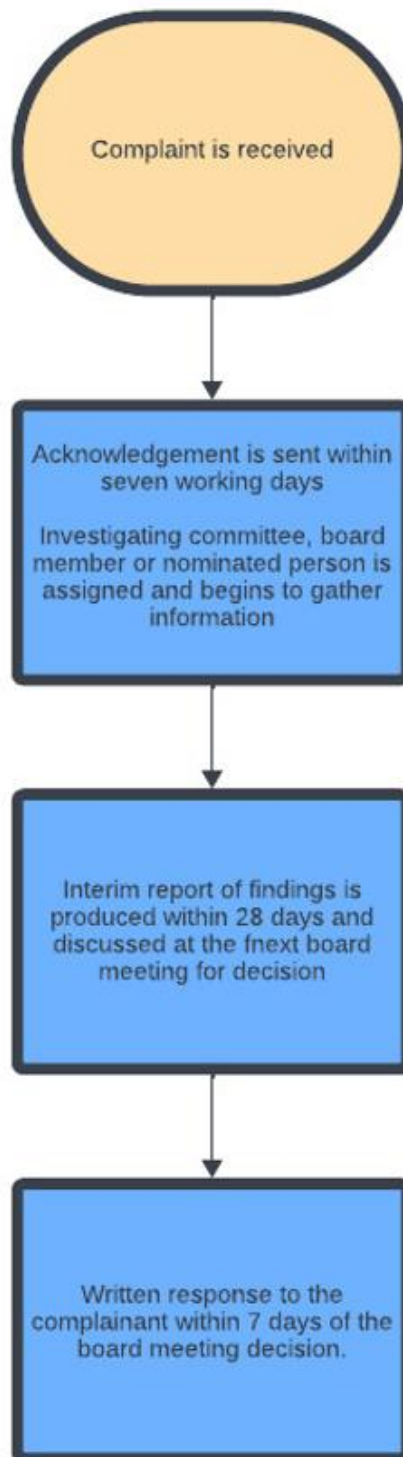 Complaint is received
Acknowledgement is sent within
seven working days
Investigating committee, board
member or nominated person is
assigned and begins to gather
information
Interim report of findings is
produced within 28 days and
discussed at the fnext board
meeting for decision
Written response to the
complainant within 7 days of the
board meeting decision.